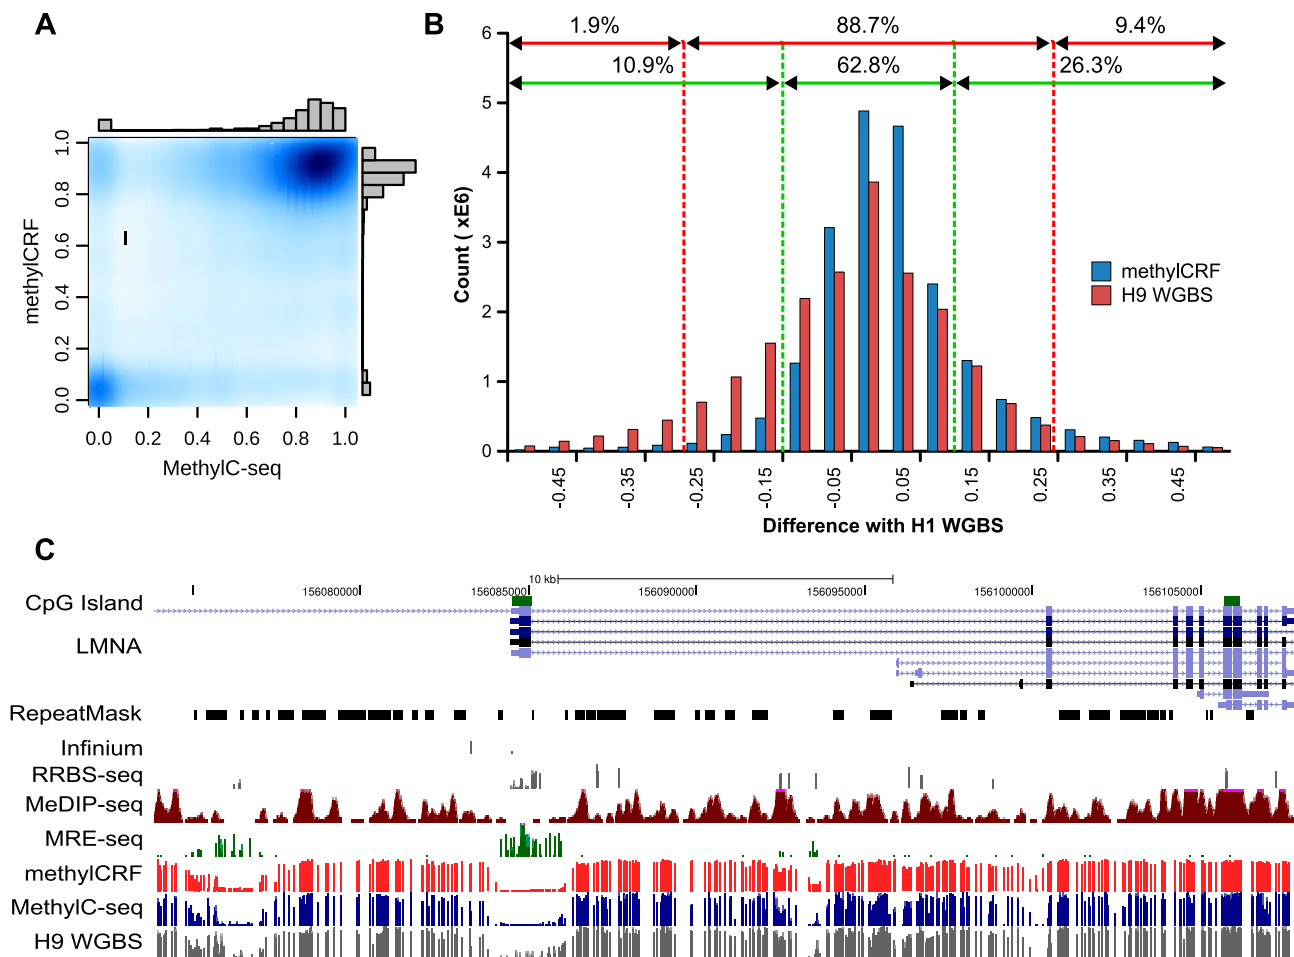 A
1.0
0.8
0.6
0.4
0.2
0.0
methylCRF
0.0 0.2 0.4 0.6 0.8 1.0
MethylC-seq
B
1.9% 88.7% 9.4%
10.9% 62.8% 26.3%
6
5
4
3
2
1
0
Count ( xE6)
methylCRF
H9 WGBS
-0.45 -0.35 -0.25 -0.15 -0.05 0.05 0.15 0.25 0.35 0.45
Difference with H1 WGBS
C
10 kb
156080000 156085000 156090000 156095000 156100000 156105000
CpG Island
LMNA
RepeatMask
Infinium
RRBS-seq
MeDIP-seq
MRE-seq
methylCRF
MethylC-seq
H9 WGBS